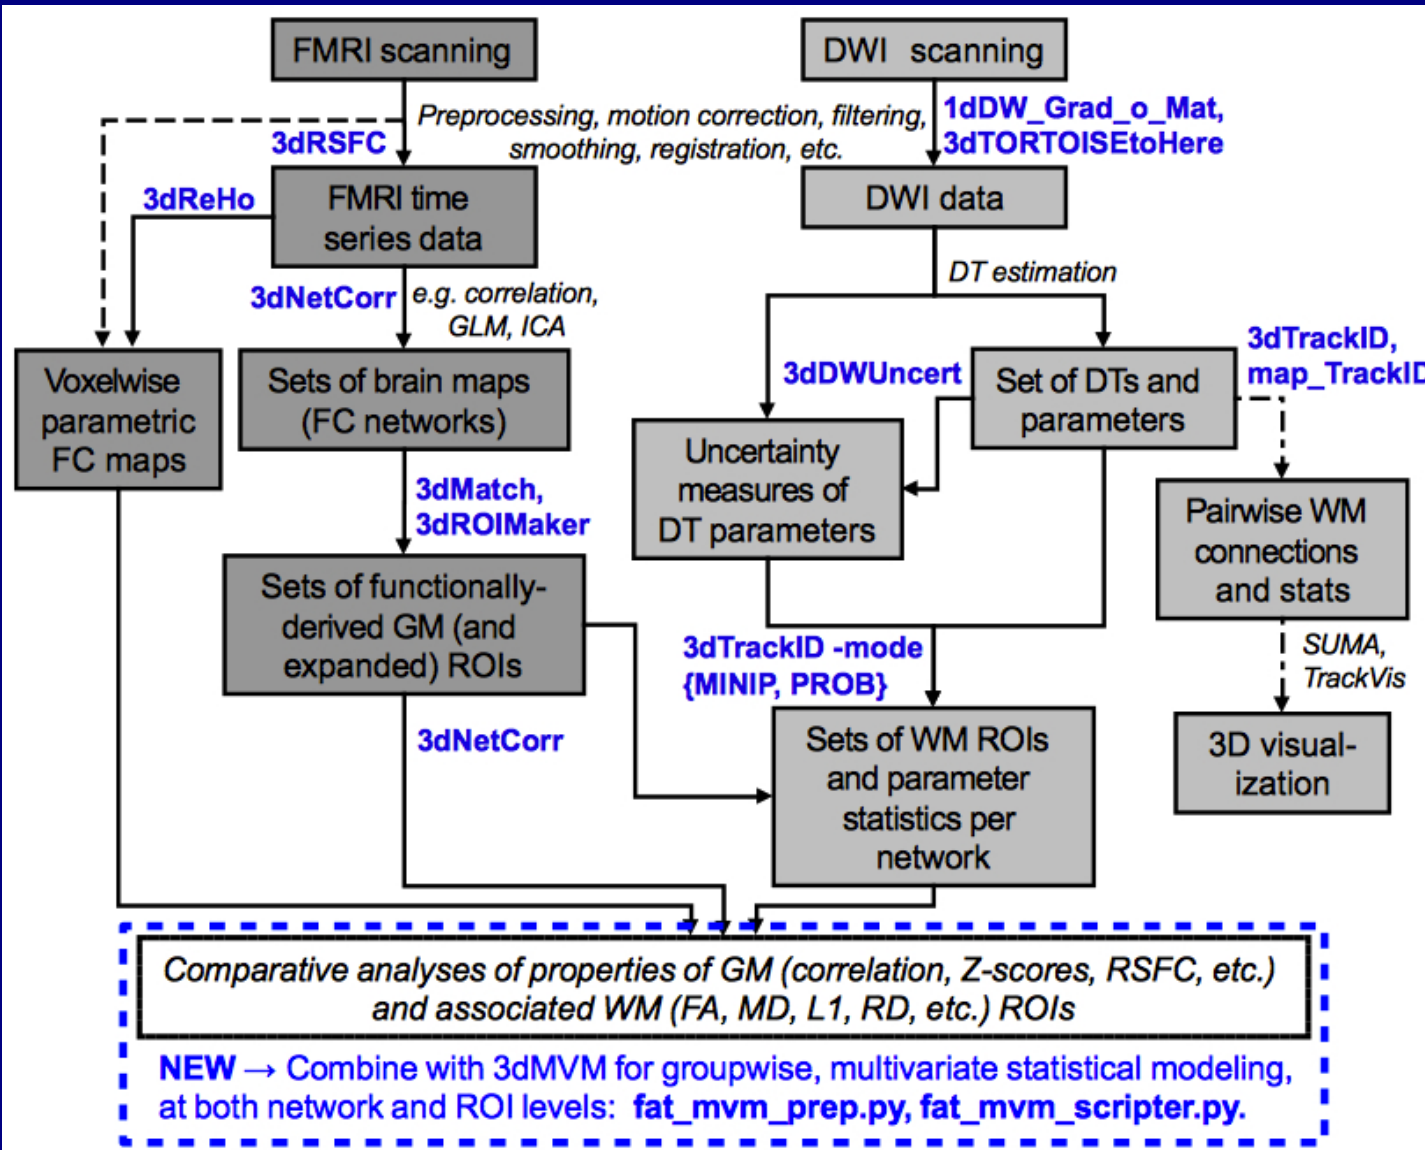 FMRI scanning
DWI scanning
Preprocessing, motion correction, filtering,
smoothing, registration, etc.
1dDW_Grad_o_Mat,
3dTORTOISEtoHere
3dRSFC
3dReHo
FMRI time
series data
DWI data
DT estimation
3dNetCorr
e.g. correlation,
GLM, ICA
Voxelwise
parametric
FC maps
Sets of brain maps
(FC networks)
3dDWUncert
Set of DTs and
parameters
3dTrackID,
map_TrackID
Uncertainty
measures of
DT parameters
3dMatch,
3dROIMaker
Pairwise WM
connections
and stats
Sets of functionally-
derived GM (and
expanded) ROIs
3dTrackID -mode
{MINIP, PROB}
SUMA,
TrackVis
3dNetCorr
Sets of WM ROIs
and parameter
statistics per
network
3D visual-
ization
Comparative analyses of properties of GM (correlation, Z-scores, RSFC, etc.)
and associated WM (FA, MD, L1, RD, etc.) ROIs
NEW → Combine with 3dMVM for groupwise, multivariate statistical modeling,
at both network and ROI levels: fat_mvm_prep.py, fat_mvm_scripter.py.